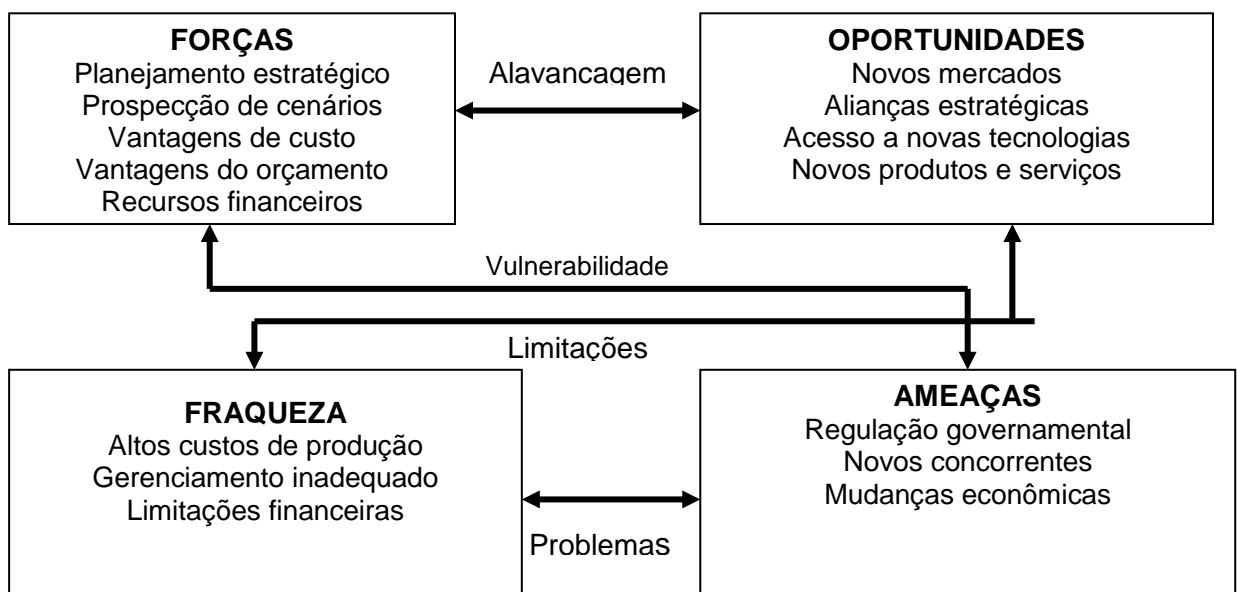 FORÇAS
Planejamento estratégico
Prospecção de cenários
Vantagens de custo
Vantagens do orçamento
Recursos financeiros
Alavancagem
OPORTUNIDADES
Novos mercados
Alianças estratégicas
Acesso a novas tecnologias
Novos produtos e serviços
Vulnerabilidade
Limitações
FRAQUEZA
Altos custos de produção
Gerenciamento inadequado
Limitações financeiras
Problemas
AMEAÇAS
Regulação governamental
Novos concorrentes
Mudanças econômicas